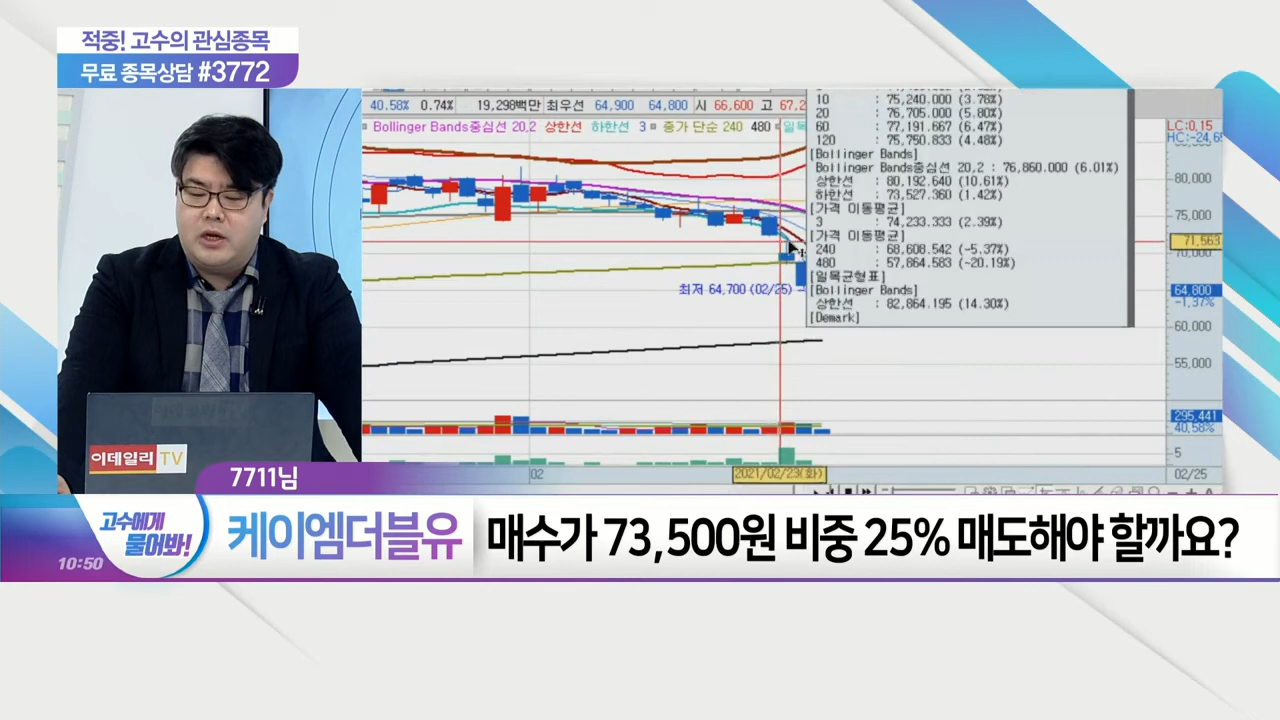 적중! 고수의 관심종목
무료 종목상담 #3772
40.58% 0.74% 19,298백만 최우선 64,900 64,800 시 66,600 고 67,2
Bollinger Bands중심선 20,2 상한선 하한선 3 종가 단순 240 480 일목
10 : 75,240.000 (3.78%)
20 : 76,705.000 (5.80%)
60 : 77,191.667 (6.47%)
120 : 75,750.833 (4.48%)
[Bollinger Bands]
Bollinger Bands중심선 20,2 : 76,860.000 (6.01%)
상한선 : 80,192.640 (10.61%)
하한선 : 73,527.360 (1.42%)
[가격 이동평균]
3 : 74,233.333 (2.39%)
[가격 이동평균]
240 : 68,608.542 (-5.37%)
480 : 57,864.583 (-20.19%)
[일목균형표]
[Bollinger Bands]
상한선 : 82,864.195 (14.30%)
[Demark]
최저 64,700 (02/25)
LC:0.15
HC:-24.6
80,000
75,000
71,563
70,000
64,800
-1.37%
60,000
55,000
295,441
40.58%
5
02
2021/02/23(화)
02/25
이데일리 TV
7711님
고수에게
물어봐!
10:50
케이엠더블유 매수가 73,500원 비중 25% 매도해야 할까요?